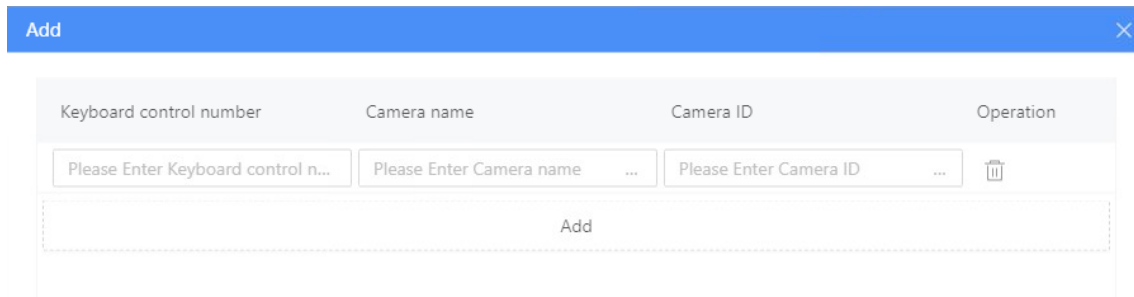 Add
Keyboard control number Camera name Camera ID Operation
Please Enter Keyboard control n... Please Enter Camera name ... Please Enter Camera ID ...
Add